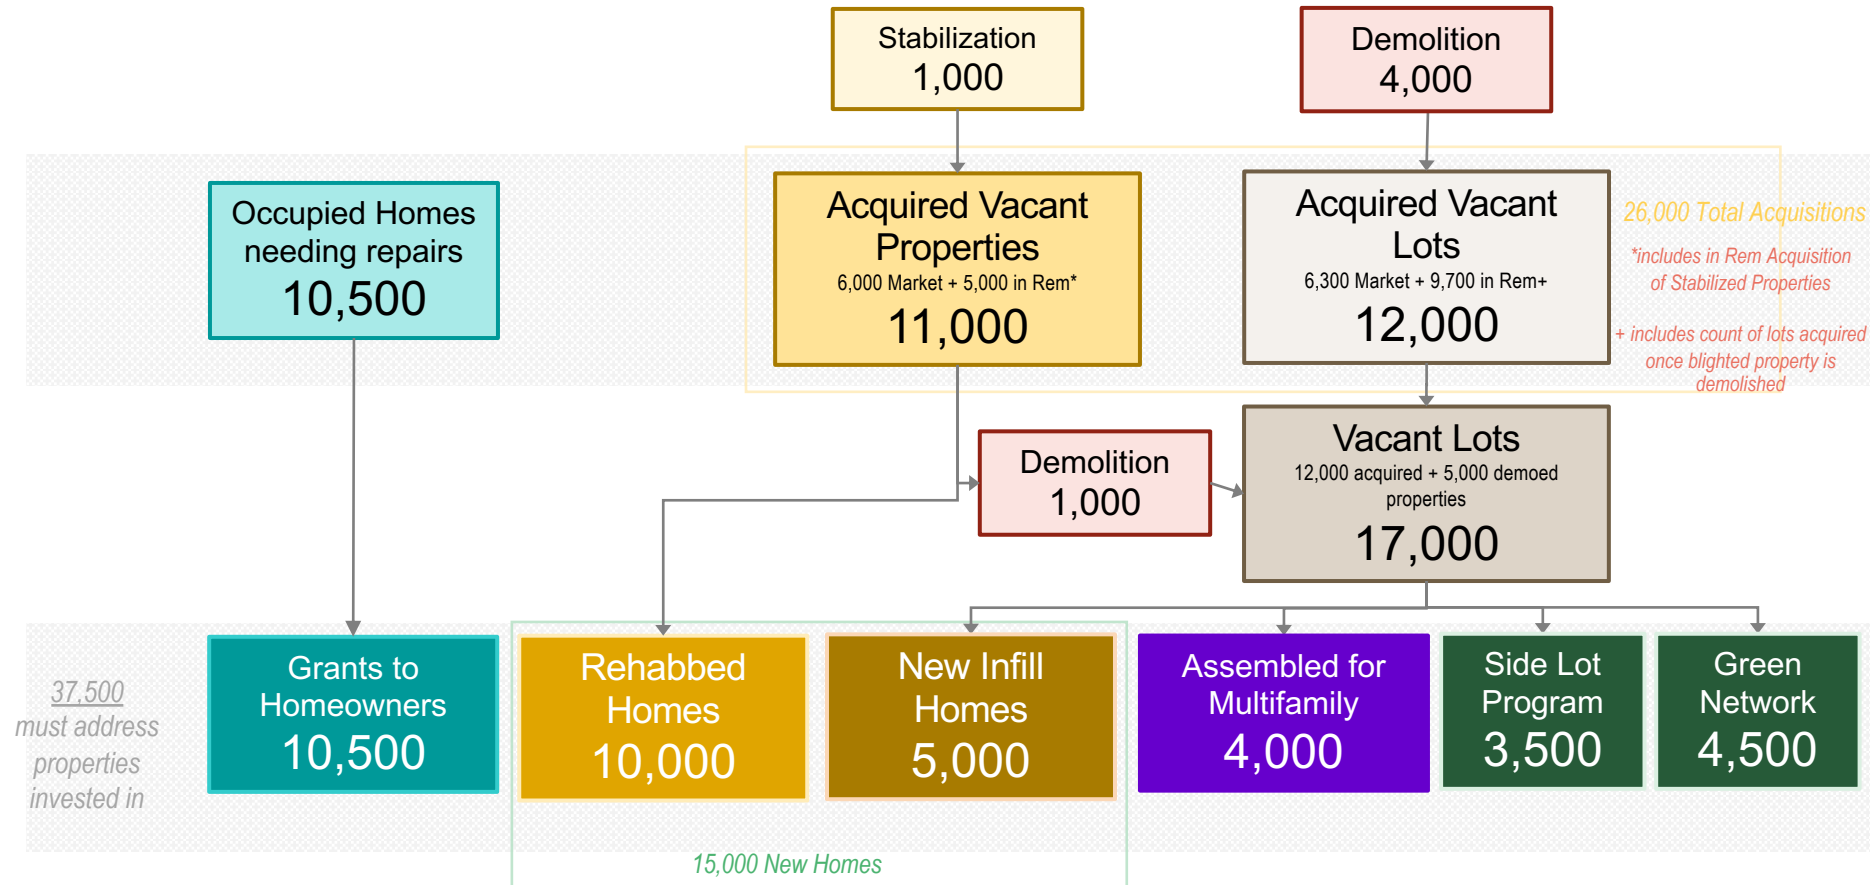 Stabilization
1,000
Demolition
4,000
Occupied Homes
needing repairs
10,500
Acquired Vacant
Properties
6,000 Market + 5,000 in Rem*
11,000
Acquired Vacant
Lots
6,300 Market + 9,700 in Rem+
12,000
26,000 Total Acquisitions
*includes in Rem Acquisition
of Stabilized Properties
+ includes count of lots acquired
once blighted property is
demolished
Demolition
1,000
Vacant Lots
12,000 acquired + 5,000 demoed
properties
17,000
37,500
must address
properties
invested in
Grants to
Homeowners
10,500
Rehabbed
Homes
10,000
New Infill
Homes
5,000
Assembled for
Multifamily
4,000
Side Lot
Program
3,500
Green
Network
4,500
15,000 New Homes